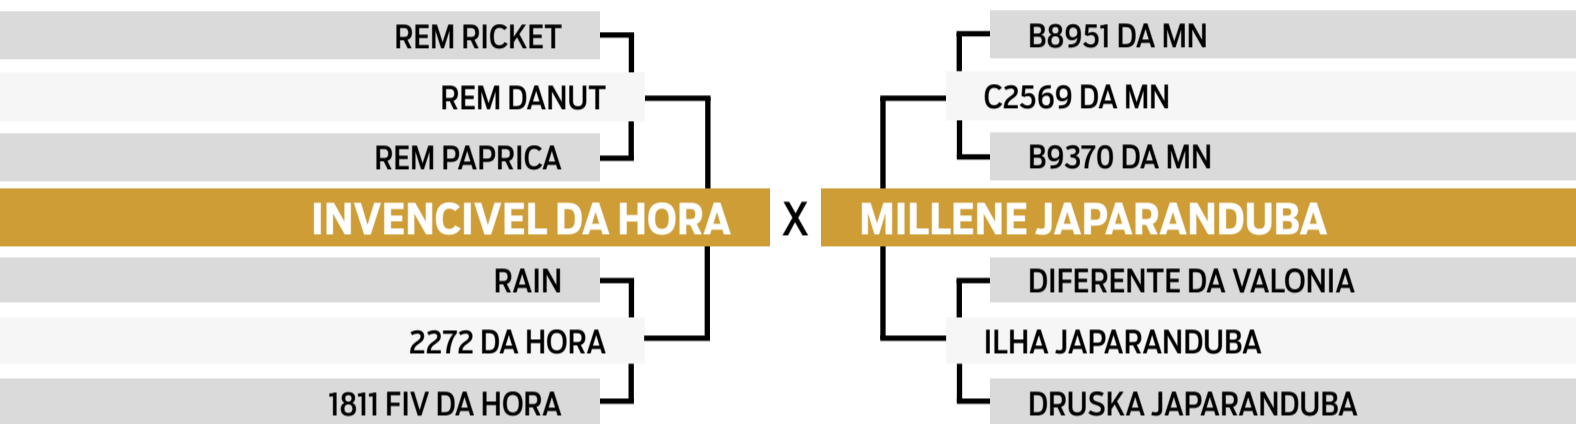 REM RICKET
REM DANUT
REM PAPRICA
INVENCIVEL DA HORA
RAIN
2272 DA HORA
1811 FIV DA HORA
X
B8951 DA MN
C2569 DA MN
B9370 DA MN
MILLENE JAPARANDUBA
DIFERENTE DA VALONIA
ILHA JAPARANDUBA
DRUSKA JAPARANDUBA